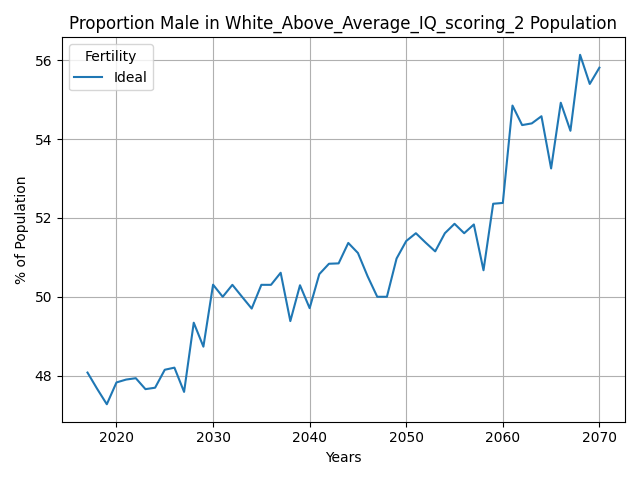 Proportion Male in White_Above_Average_IQ_scoring_2 Population
Fertility
Ideal
% of Population
56
54
52
50
48
2020 2030 2040 2050 2060 2070
Years